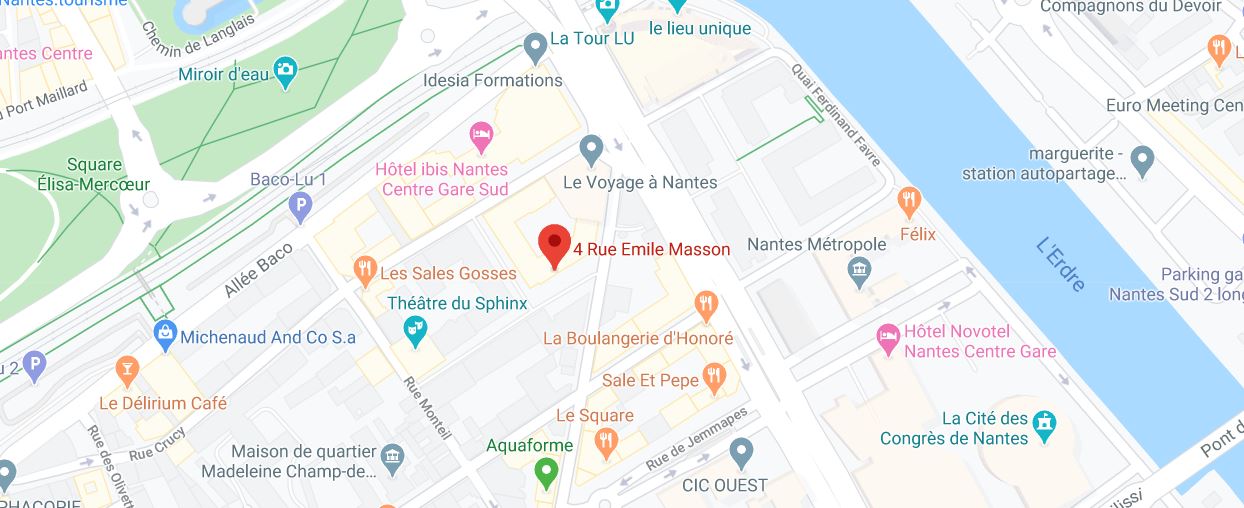 Nantes.tourisme
Compagnons du Devoir
Chemin de Langlais
le lieu unique
La Tour LU
antes Centre
Miroir d'eau
Idesia Formations
Quai Ferdinand Favre
Port Maillard
Euro Meeting Cen
Square
Élisa-Mercœur
Hôtel ibis Nantes
Centre Gare Sud
Baco-Lu 1
Le Voyage à Nantes
marguerite -
station autopartage...
Félix
Nantes Métropole
4 Rue Emile Masson
Allée Baco
Les Sales Gosses
L'Erdre
Parking ga
Nantes Sud 2 long
Théâtre du Sphinx
Michenaud And Co S.a
La Boulangerie d'Honoré
Hôtel Novotel
Nantes Centre Gare
u 2
Sale Et Pepe
Le Délirium Café
Rue Monteil
Le Square
La Cité des
Congrès de Nantes
Rue Crucy
Rue des Olivett
Maison de quartier
Madeleine Champ-de...
Aquaforme
Rue de Jemmapes
CIC OUEST
Pont d
ilissi
PHACOPIE